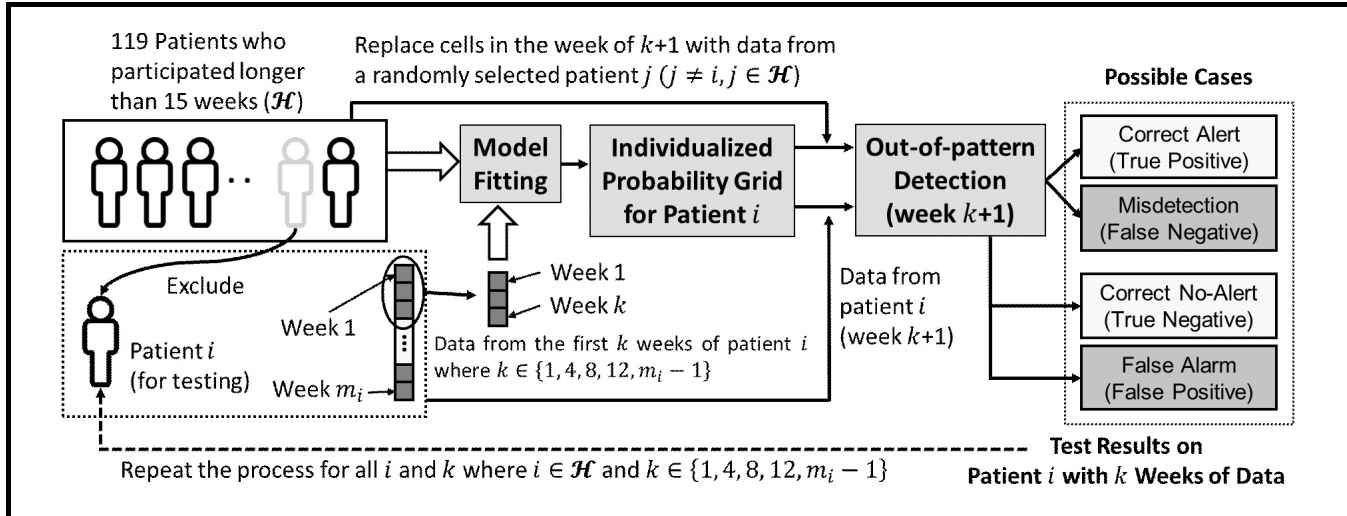 119 Patients who
participated longer
than 15 weeks (𝓗)
Replace cells in the week of k+1 with data from
a randomly selected patient j (j ≠ i, j ∈ 𝓗)
Possible Cases
Model
Fitting
Individualized
Probability Grid
for Patient i
Out-of-pattern
Detection
(week k+1)
Correct Alert
(True Positive)
Misdetection
(False Negative)
Correct No-Alert
(True Negative)
False Alarm
(False Positive)
Exclude
Week 1
Patient i
(for testing)
Week mᵢ
Week 1
Week k
Data from the first k weeks of patient i
where k ∈ {1, 4, 8, 12, mᵢ − 1}
Data from
patient i
(week k+1)
Repeat the process for all i and k where i ∈ 𝓗 and k ∈ {1, 4, 8, 12, mᵢ − 1}
Test Results on
Patient i with k Weeks of Data